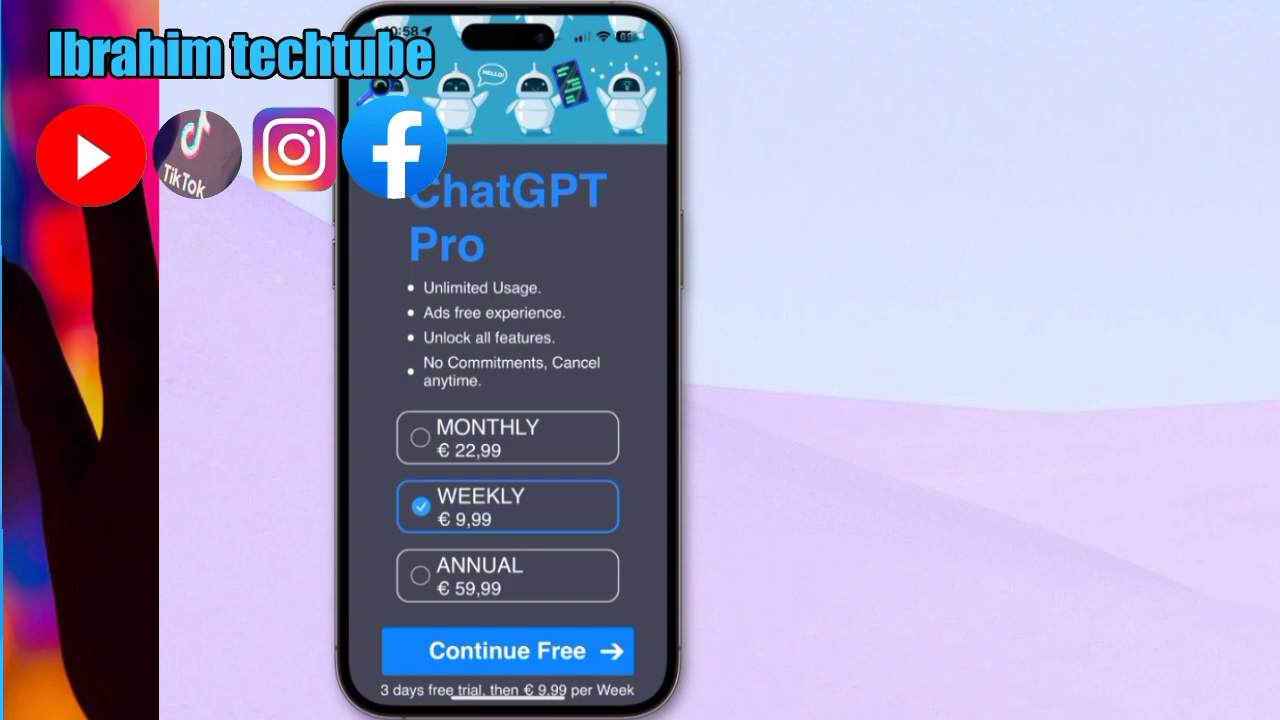 Ibrahim techtube
10:58
HELLO!
TikTok
ChatGPT
Pro
Unlimited Usage.
Ads free experience.
Unlock all features.
No Commitments, Cancel
anytime.
MONTHLY
€ 22,99
WEEKLY
€ 9,99
ANNUAL
€ 59,99
Continue Free
3 days free trial, then € 9,99 per Week